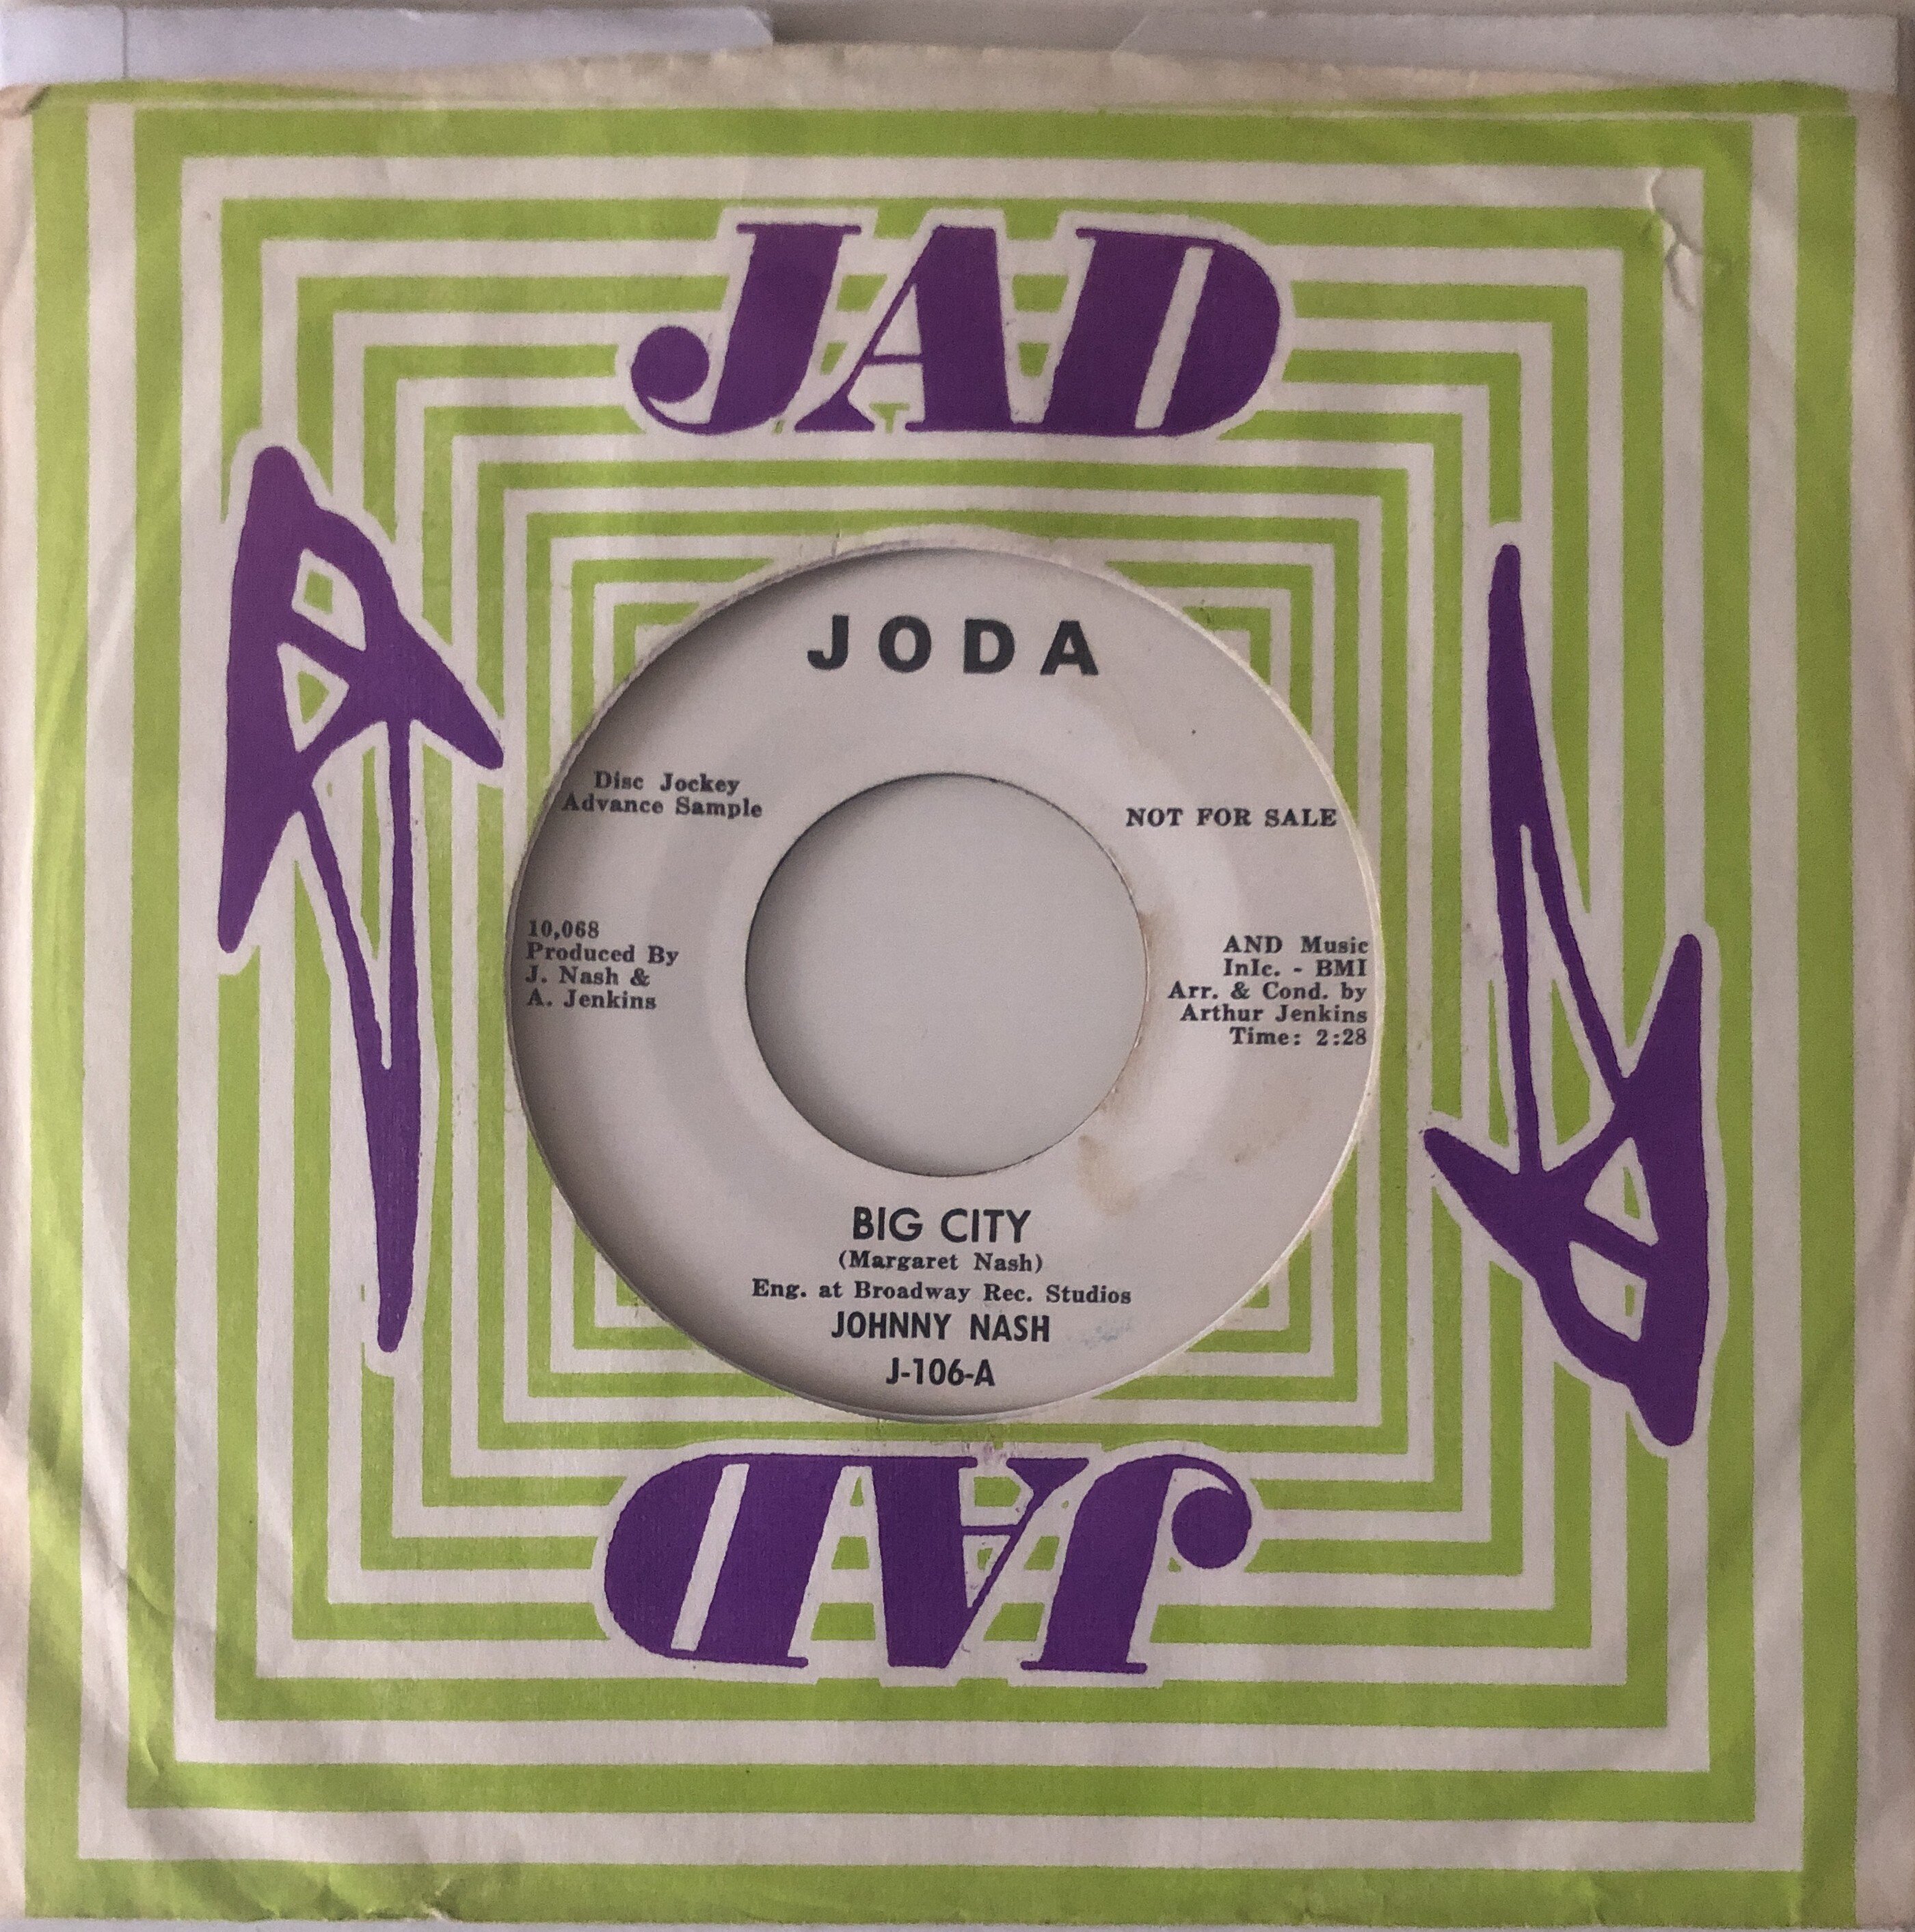 JAD
JODA
Disc Jockey
Advance Sample
NOT FOR SALE
10,068
Produced By
J. Nash &
A. Jenkins
AND Music
InIc. - BMI
Arr. & Cond. by
Arthur Jenkins
Time: 2:28
BIG CITY
(Margaret Nash)
Eng. at Broadway Rec. Studios
JOHNNY NASH
J-106-A
JAD